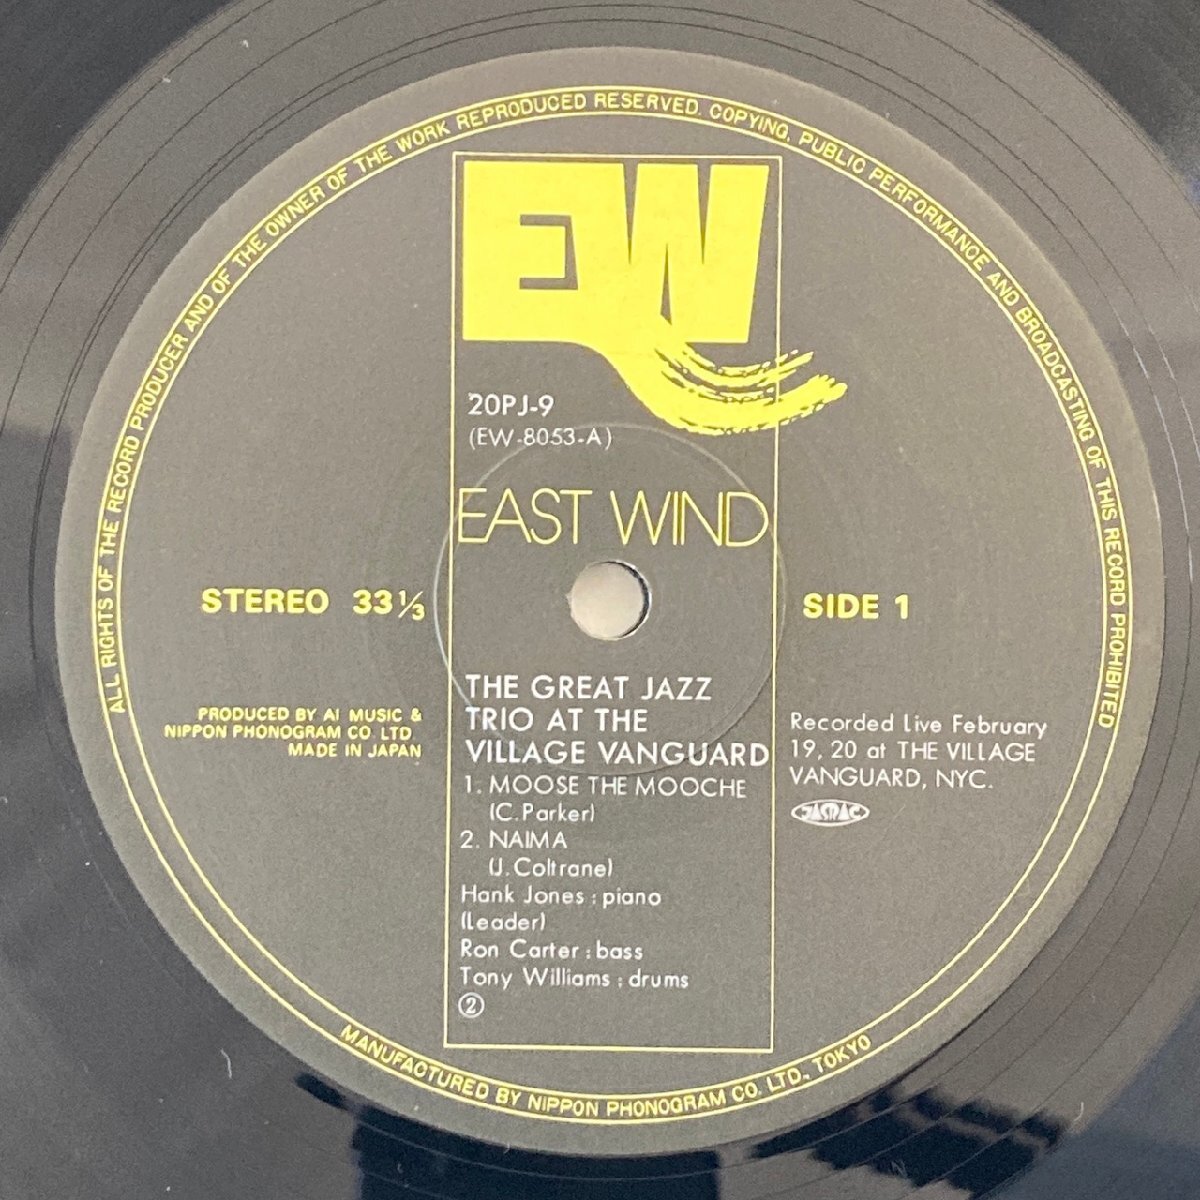 ALL RIGHTS OF THE RECORD PRODUCER AND OF THE OWNER OF THE WORK REPRODUCED RESERVED. COPYING, PUBLIC PERFORMANCE AND BROADCASTING OF THIS RECORD PROHIBITED
EW
20PJ-9
(EW-8053-A)
EAST WIND
STEREO 33⅓
SIDE 1
PRODUCED BY Ai MUSIC &
NIPPON PHONOGRAM CO. LTD.
MADE IN JAPAN
THE GREAT JAZZ
TRIO AT THE
VILLAGE VANGUARD
1. MOOSE THE MOOCHE
(C. Parker)
2. NAIMA
(J. Coltrane)
Hank Jones : piano
(Leader)
Ron Carter : bass
Tony Williams : drums
②
Recorded Live February
19, 20 at THE VILLAGE
VANGUARD, NYC.
JASRAC
MANUFACTURED BY NIPPON PHONOGRAM CO. LTD., TOKYO